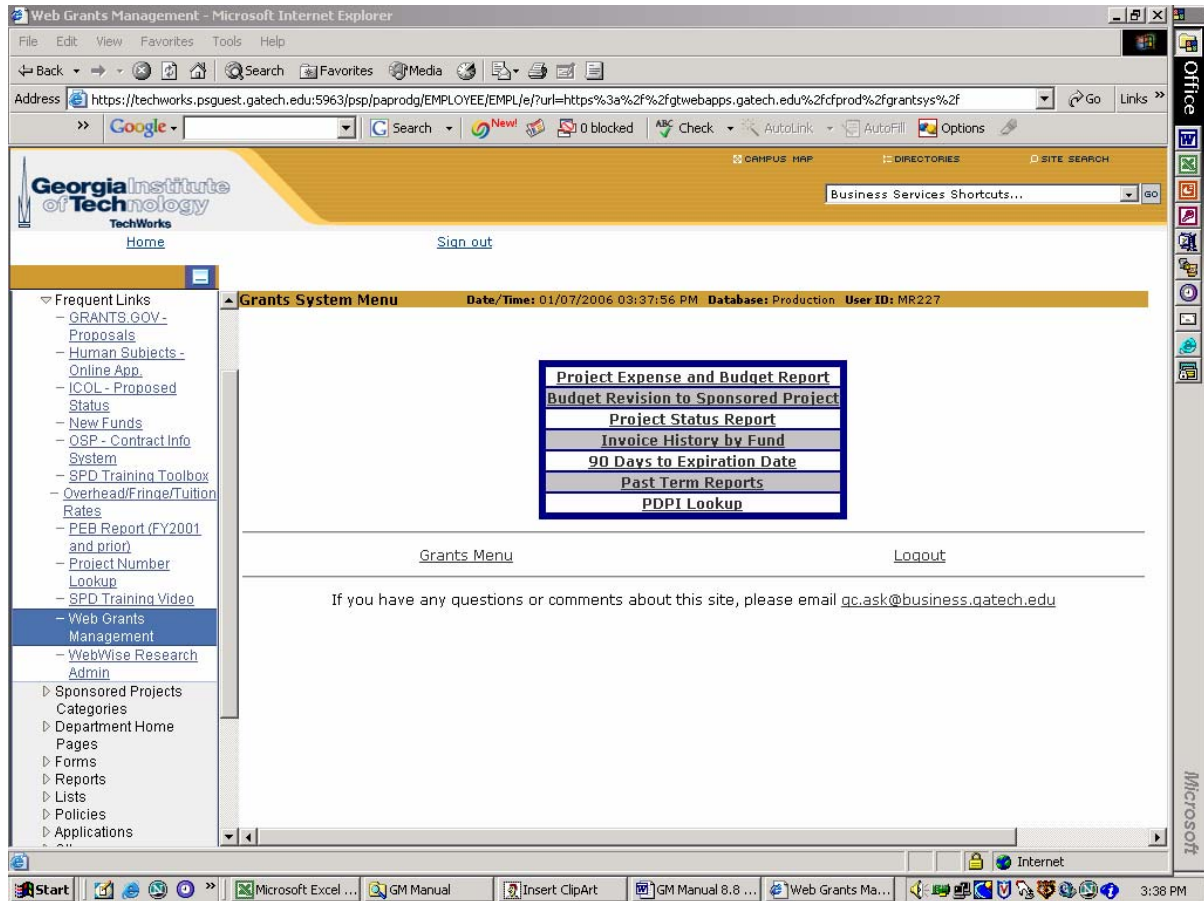 Web Grants Management - Microsoft Internet Explorer
File Edit View Favorites Tools Help
Back Search Favorites Media
Address https://techworks.psguest.gatech.edu:5963/psp/paprodg/EMPLOYEE/EMPL/e/?url=https%3a%2f%2fgtwebapps.gatech.edu%2fcfprod%2fgrantsys%2f Go Links »
» Google Search New! 0 blocked ABC Check AutoLink AutoFill Options
CAMPUS MAP DIRECTORIES SITE SEARCH
Georgia Institute
of Technology
TechWorks
Business Services Shortcuts... GO
Home Sign out
Frequent Links
– GRANTS.GOV -
Proposals
– Human Subjects -
Online App.
– ICOL - Proposed
Status
– New Funds
– OSP - Contract Info
System
– SPD Training Toolbox
– Overhead/Fringe/Tuition
Rates
– PEB Report (FY2001
and prior)
– Project Number
Lookup
– SPD Training Video
– Web Grants
Management
– WebWise Research
Admin
Sponsored Projects
Categories
Department Home
Pages
Forms
Reports
Lists
Policies
Applications
Grants System Menu Date/Time: 01/07/2006 03:37:56 PM Database: Production User ID: MR227
Project Expense and Budget Report
Budget Revision to Sponsored Project
Project Status Report
Invoice History by Fund
90 Days to Expiration Date
Past Term Reports
PDPI Lookup
Grants Menu Logout
If you have any questions or comments about this site, please email gc.ask@business.gatech.edu
Internet
Start » Microsoft Excel ... GM Manual Insert ClipArt GM Manual 8.8 ... Web Grants Ma... 3:38 PM
Office
Microsoft